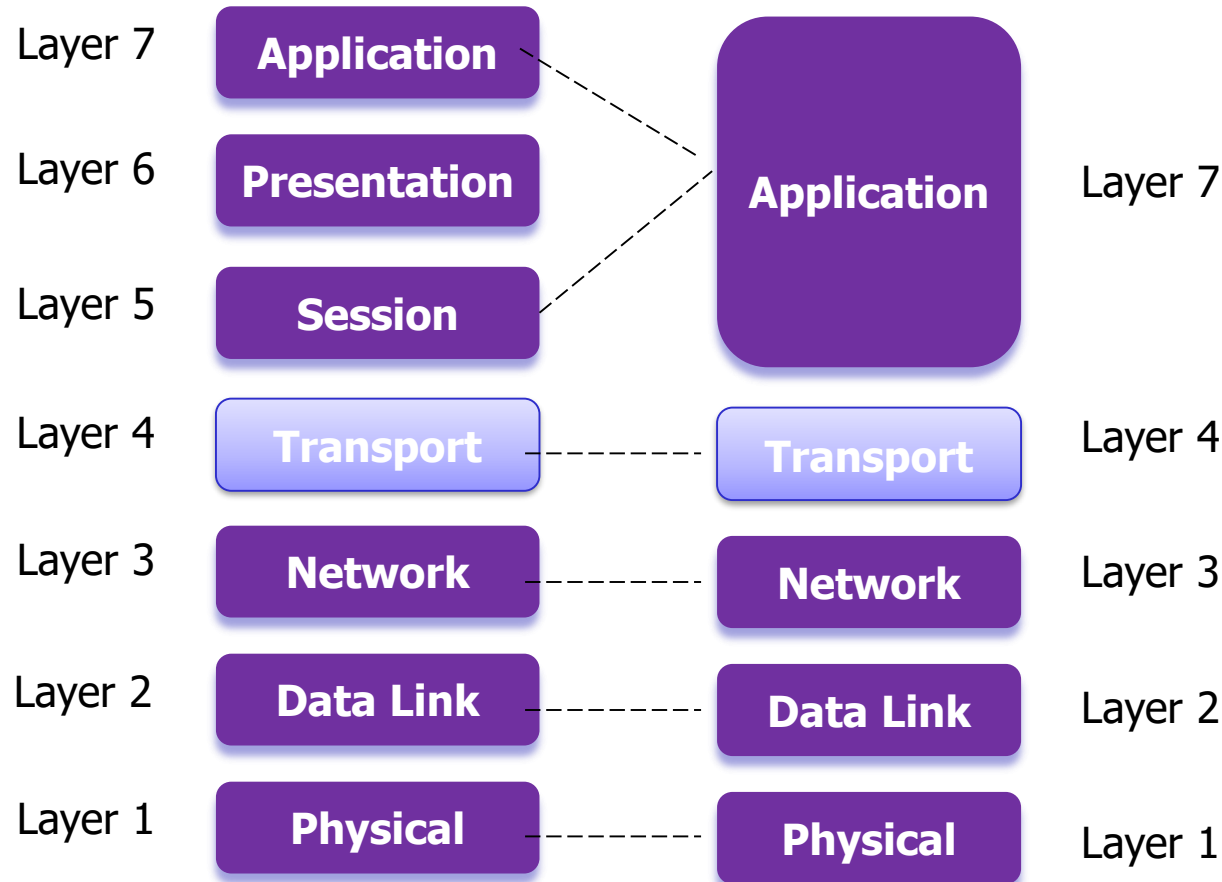 Layer 7
Application
Layer 6
Presentation
Application
Layer 7
Layer 5
Session
Layer 4
Transport
Transport
Layer 4
Layer 3
Network
Network
Layer 3
Layer 2
Data Link
Data Link
Layer 2
Layer 1
Physical
Physical
Layer 1